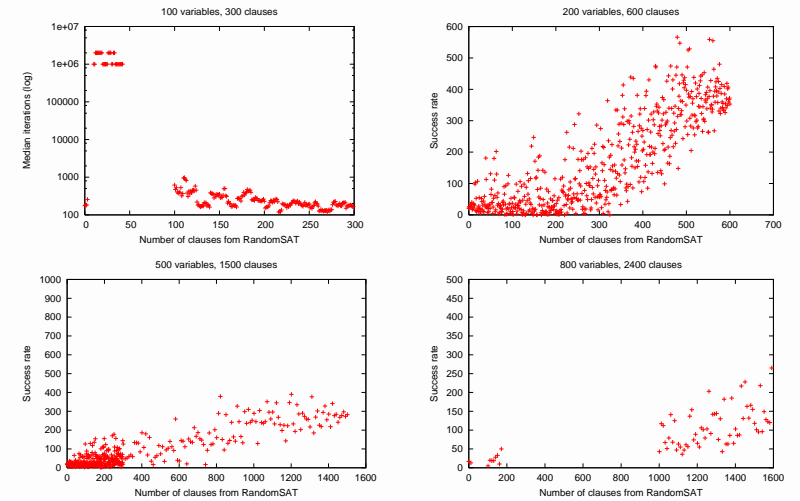 100 variables, 300 clauses
Median iterations (log)
1e+07
1e+06
100000
10000
1000
100
0 50 100 150 200 250 300
Number of clauses fom RandomSAT
200 variables, 600 clauses
Success rate
600
500
400
300
200
100
0
0 100 200 300 400 500 600 700
Number of clauses from RandomSAT
500 variables, 1500 clauses
Success rate
1000
900
800
700
600
500
400
300
200
100
0
0 200 400 600 800 1000 1200 1400 1600
Number of clauses from RandomSAT
800 variables, 2400 clauses
Success rate
500
450
400
350
300
250
200
150
100
50
0
0 200 400 600 800 1000 1200 1400 1600
Number of clauses from RandomSAT